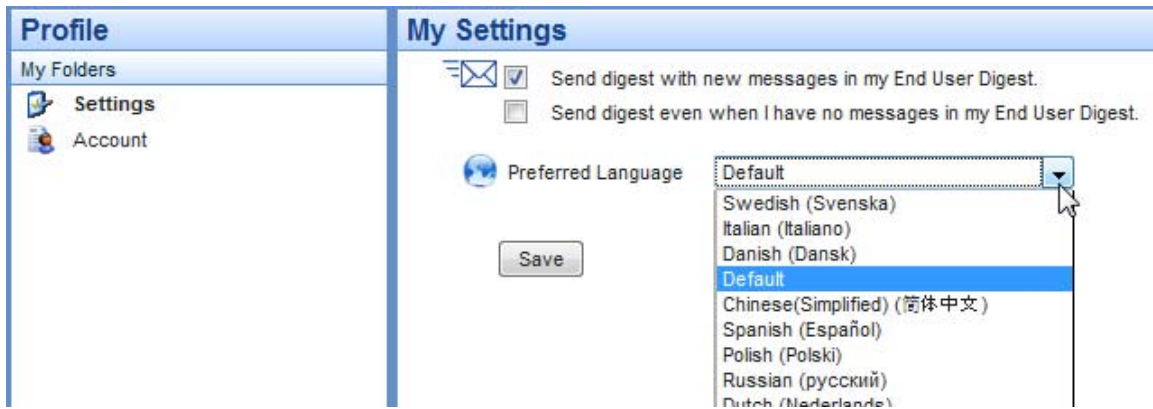 Profile
My Folders
Settings
Account
My Settings
Send digest with new messages in my End User Digest.
Send digest even when I have no messages in my End User Digest.
Preferred Language
Default
Swedish (Svenska)
Italian (Italiano)
Danish (Dansk)
Default
Chinese(Simplified) (简体中文)
Spanish (Español)
Polish (Polski)
Russian (русский)
Dutch (Nederlands)
Save